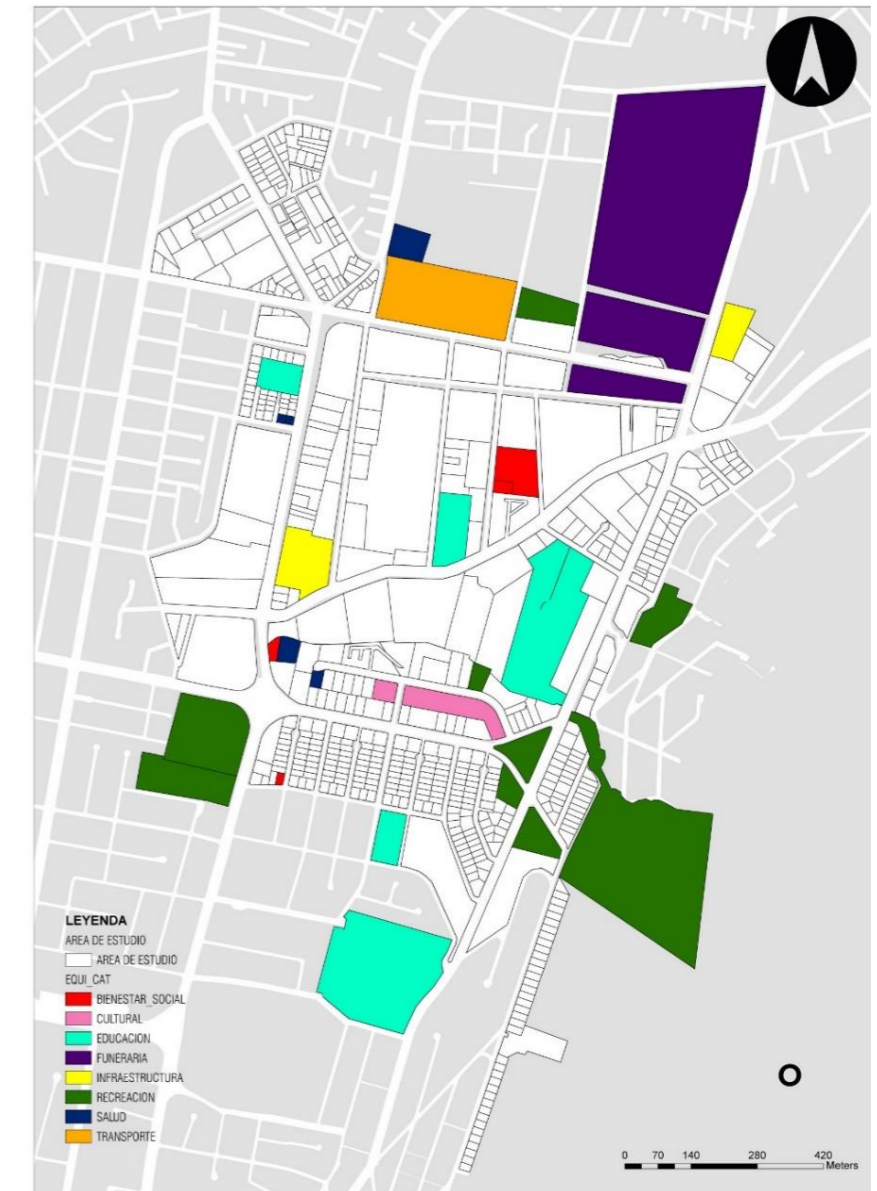 LEYENDA
AREA DE ESTUDIO
AREA DE ESTUDIO
EQUI_CAT
BIENESTAR_SOCIAL
CULTURAL
EDUCACION
FUNERARIA
INFRAESTRUCTURA
RECREACION
SALUD
TRANSPORTE
O
0 70 140 280 420
Meters